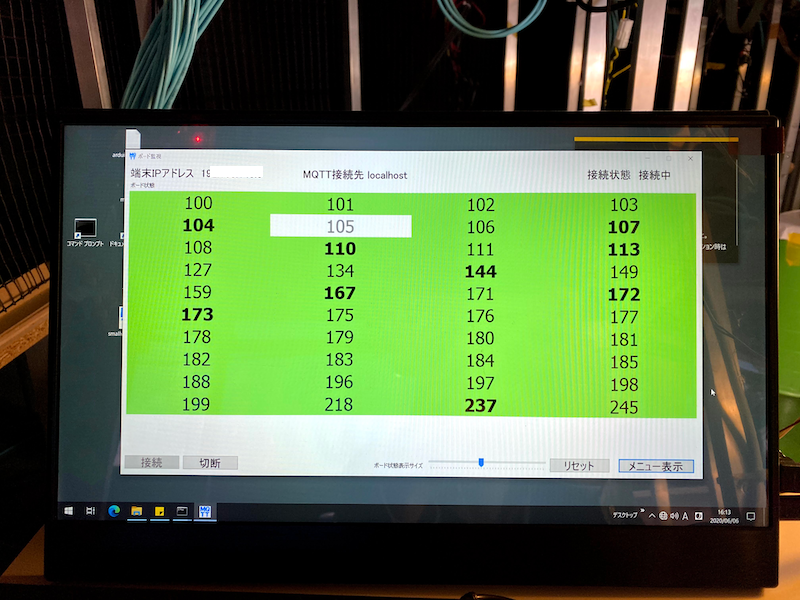 ボード監視
端末IPアドレス 19
MQTT接続先 localhost
接続状態 接続中
ボード状態
100 101 102 103
104 105 106 107
108 110 111 113
127 134 144 149
159 167 171 172
173 175 176 177
178 179 180 181
182 183 184 185
188 196 197 198
199 218 237 245
接続 切断 ボード状態表示サイズ リセット メニュー表示
コマンド プロンプト
デスクトップ
A
16:13
2020/06/06
MQ
TT